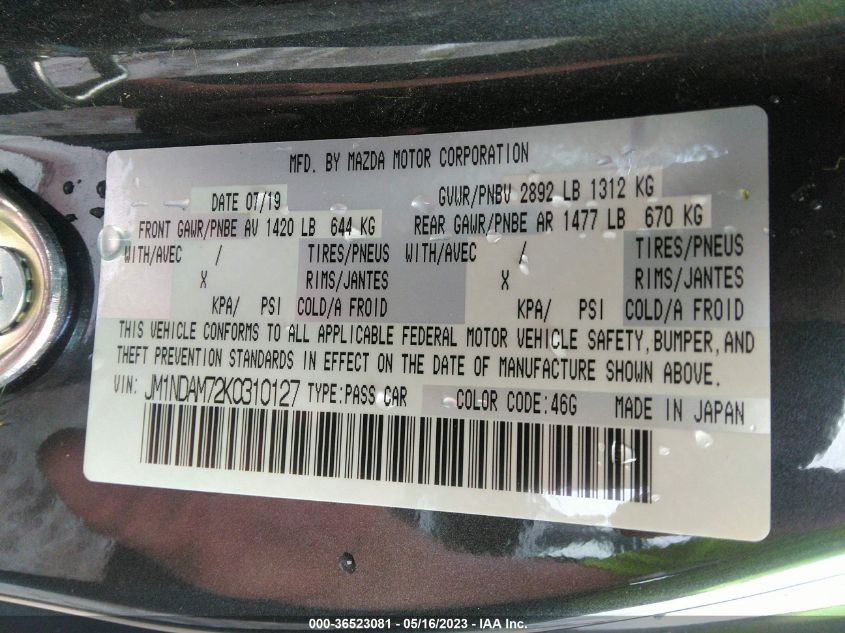 MFD. BY MAZDA MOTOR CORPORATION
DATE 07/19 GVWR/PNBV 2892 LB 1312 KG
FRONT GAWR/PNBE AV 1420 LB 644 KG REAR GAWR/PNBE AR 1477 LB 670 KG
WITH/AVEC / TIRES/PNEUS WITH/AVEC / TIRES/PNEUS
X RIMS/JANTES X RIMS/JANTES
KPA/ PSI COLD/A FROID KPA/ PSI COLD/A FROID
THIS VEHICLE CONFORMS TO ALL APPLICABLE FEDERAL MOTOR VEHICLE SAFETY, BUMPER, AND
THEFT PREVENTION STANDARDS IN EFFECT ON THE DATE OF MANUFACTURE SHOWN ABOVE.
VIN: JM1NDAM72K0310127 TYPE:PASS CAR COLOR CODE:46G MADE IN JAPAN
000-36523081 - 05/16/2023 - IAA Inc.